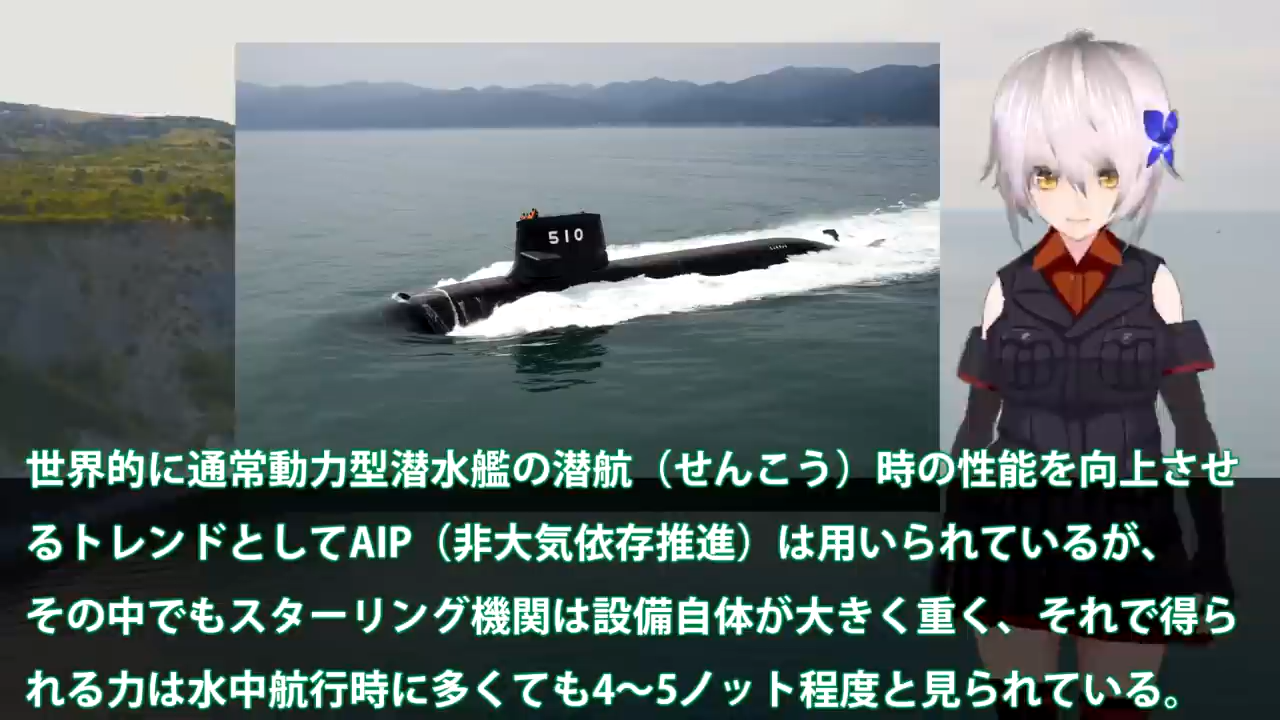 510
世界的に通常動力型潜水艦の潜航（せんこう）時の性能を向上させ
るトレンドとしてAIP（非大気依存推進）は用いられているが、
その中でもスターリング機関は設備自体が大きく重く、それで得ら
れる力は水中航行時に多くても4～5ノット程度と見られている。